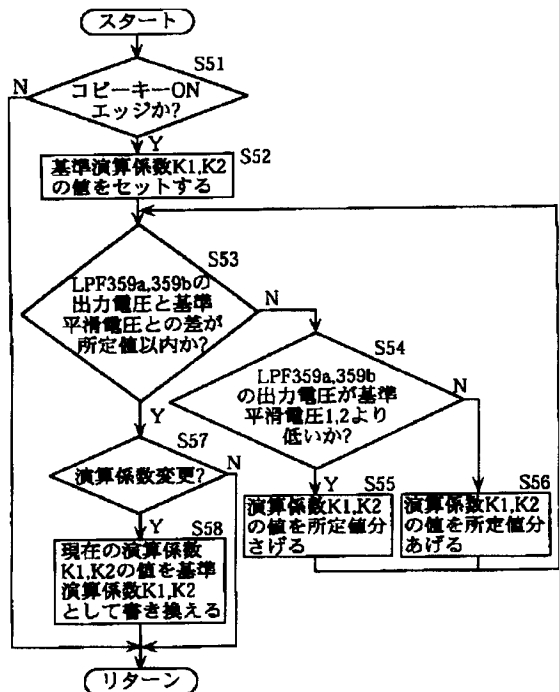 スタート
S51
N
コピーキーON
エッジか?
Y
S52
基準演算係数K1,K2
の値をセットする
S53
LPF359a,359bの
出力電圧と基準
平滑電圧との差が
所定値以内か?
N
Y
S54
LPF359a,359b
の出力電圧が基準
平滑電圧1,2より
低いか?
N
Y
S55
演算係数K1,K2
の値を所定値分
さげる
S56
演算係数K1,K2
の値を所定値分
あげる
S57
演算係数変更?
N
Y
S58
現在の演算係数
K1,K2の値を基準
演算係数K1,K2
として書き換える
リターン